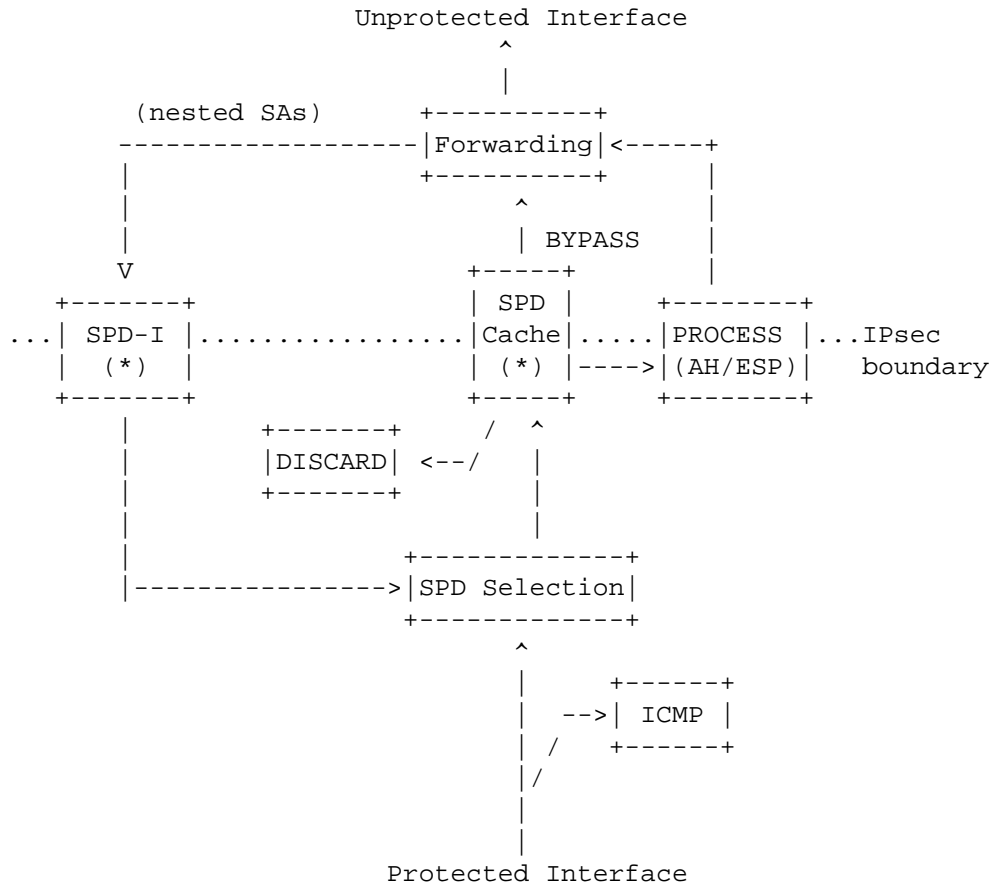 Unprotected Interface
^
|
(nested SAs) +----------+
-------------------|Forwarding|<-----+
| +----------+ |
| ^ |
| | BYPASS |
V +-----+ |
+-------+ | SPD | +--------+
...| SPD-I |.................|Cache|.....|PROCESS |...IPsec
| (*) | | (*) |---->|(AH/ESP)| boundary
+-------+ +-----+ +--------+
| +-------+ / ^
| |DISCARD| <--/ |
| +-------+ |
| |
| +-------------+
|---------------->|SPD Selection|
+-------------+
^
| +------+
| -->| ICMP |
| / +------+
|/
|
|
Protected Interface